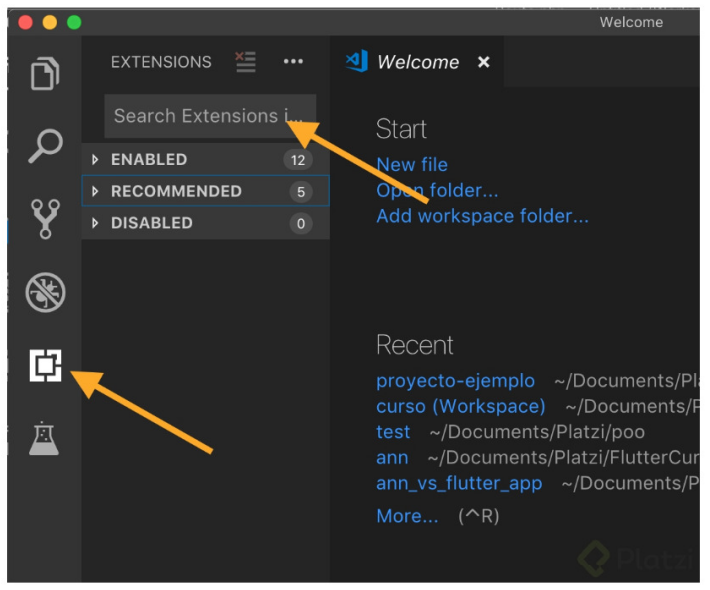 Welcome
EXTENSIONS
Welcome
Search Extensions i...
ENABLED 12
RECOMMENDED 5
DISABLED 0
Start
New file
Open folder...
Add workspace folder...
Recent
proyecto-ejemplo ~/Documents/Pl
curso (Workspace) ~/Documents/P
test ~/Documents/Platzi/poo
ann ~/Documents/Platzi/FlutterCur
ann_vs_flutter_app ~/Documents/P
More... (^R)
Platzi